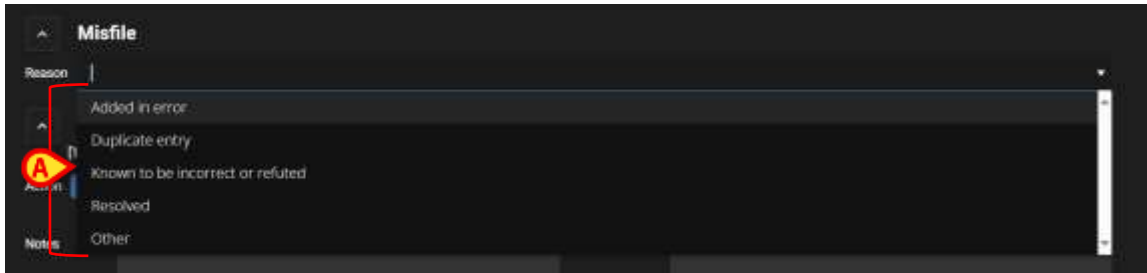 Misfile
Reason
Added in error
Duplicate entry
A
Known to be incorrect or refuted
Resolved
Notes
Other